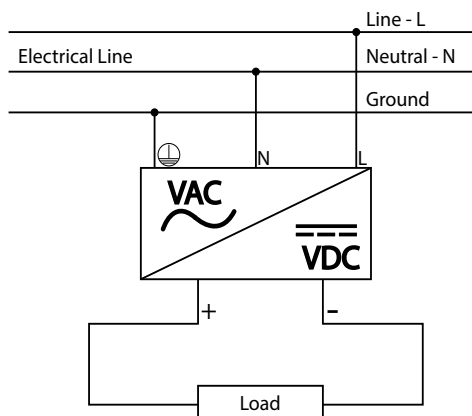 Line - L
Electrical Line
Neutral - N
Ground
N
L
VAC
VDC
+
-
Load